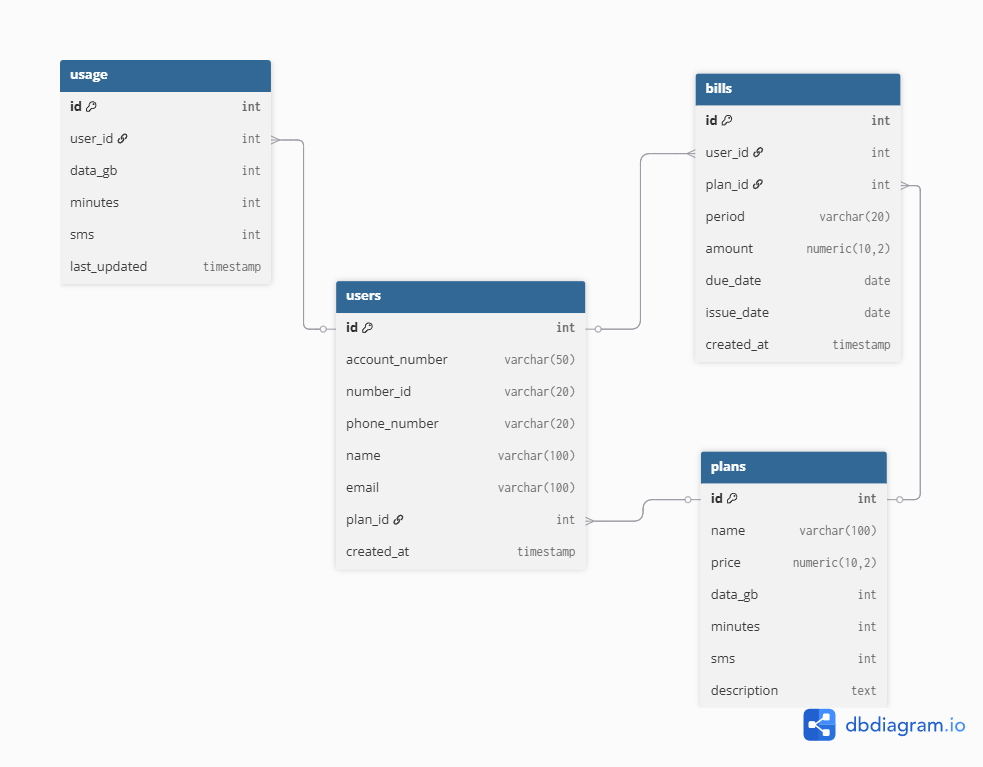 usage
id int
user_id int
data_gb int
minutes int
sms int
last_updated timestamp
bills
id int
user_id int
plan_id int
period varchar(20)
amount numeric(10,2)
due_date date
issue_date date
created_at timestamp
users
id int
account_number varchar(50)
number_id varchar(20)
phone_number varchar(20)
name varchar(100)
email varchar(100)
plan_id int
created_at timestamp
plans
id int
name varchar(100)
price numeric(10,2)
data_gb int
minutes int
sms int
description text
dbdiagram.io